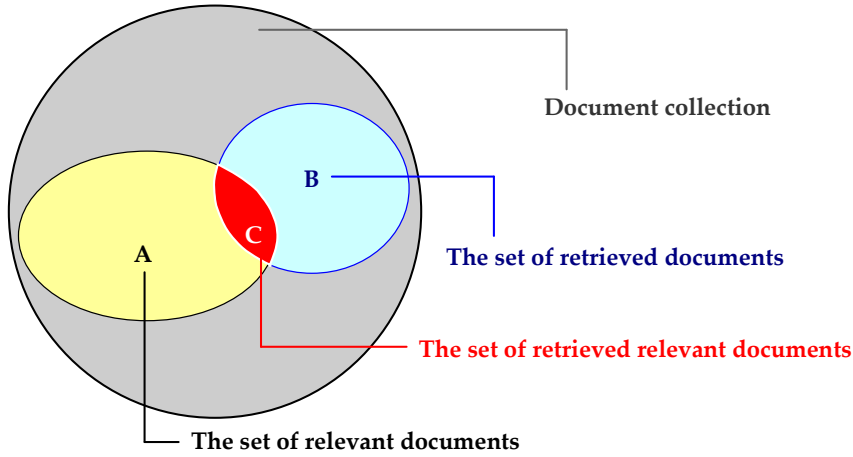 Document collection
B
C
A
The set of retrieved documents
The set of retrieved relevant documents
The set of relevant documents